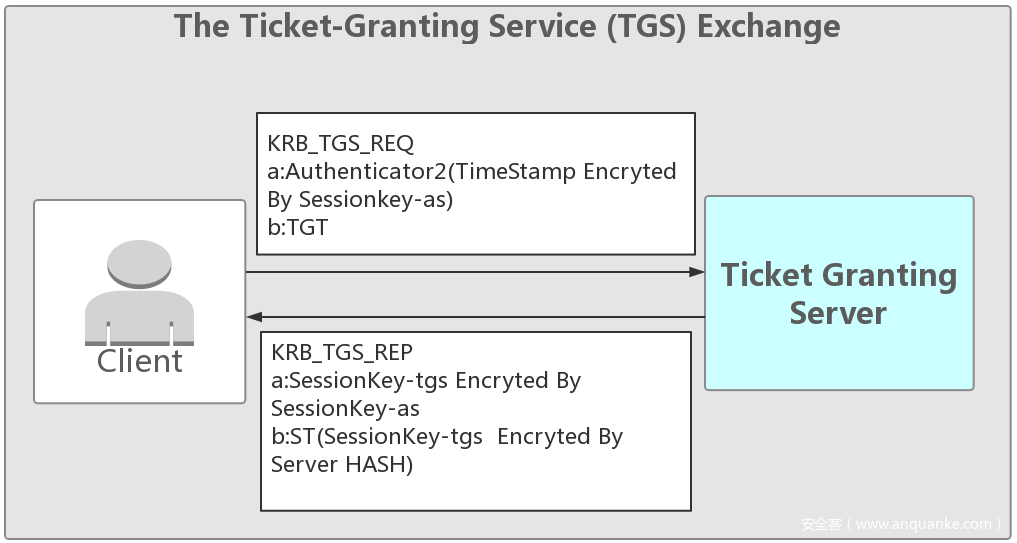 The Ticket-Granting Service (TGS) Exchange
KRB_TGS_REQ
a:Authenticator2(TimeStamp Encryted
By Sessionkey-as)
b:TGT
Client
Ticket Granting
Server
KRB_TGS_REP
a:SessionKey-tgs Encryted By
SessionKey-as
b:ST(SessionKey-tgs  Encryted By
Server HASH)
安全客（www.anquanke.com）